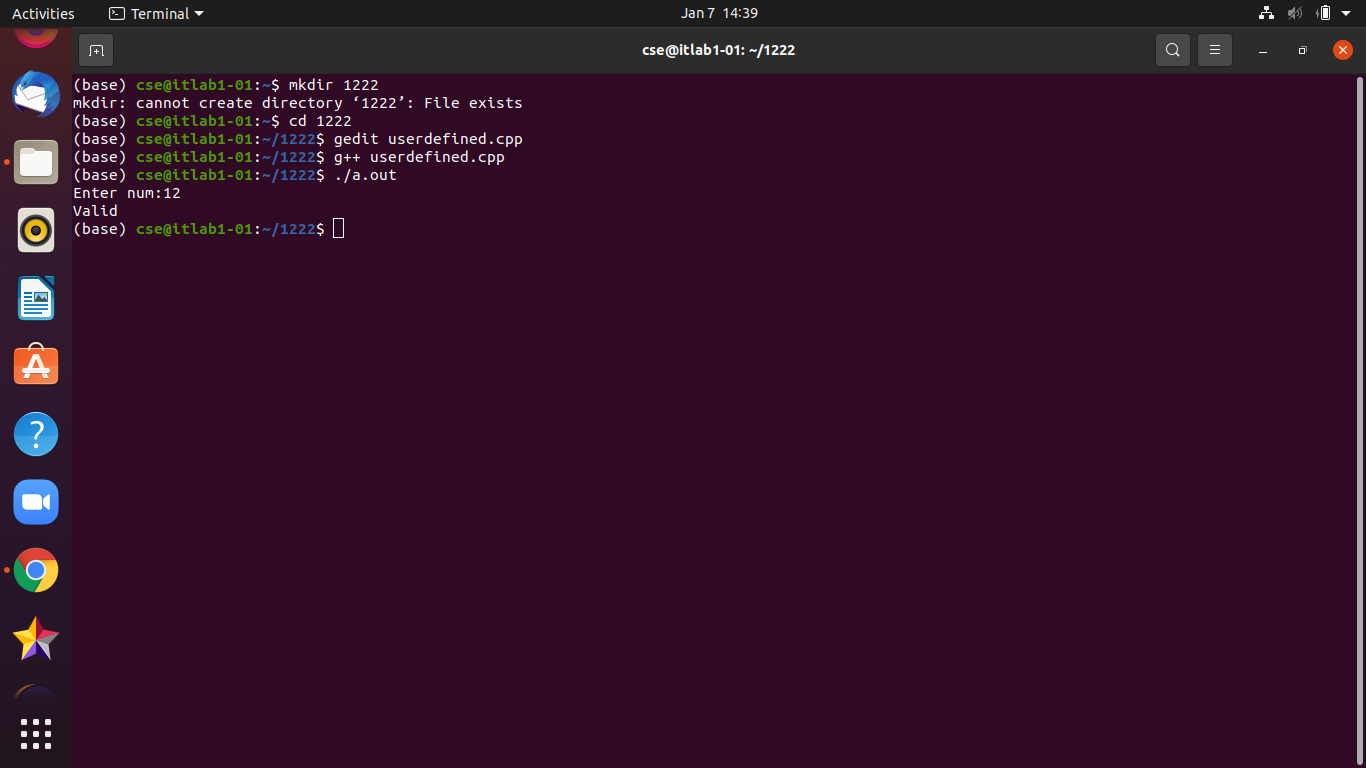 Activities Terminal Jan 7 14:39
cse@itlab1-01: ~/1222
(base) cse@itlab1-01:~$ mkdir 1222
mkdir: cannot create directory ‘1222’: File exists
(base) cse@itlab1-01:~$ cd 1222
(base) cse@itlab1-01:~/1222$ gedit userdefined.cpp
(base) cse@itlab1-01:~/1222$ g++ userdefined.cpp
(base) cse@itlab1-01:~/1222$ ./a.out
Enter num:12
Valid
(base) cse@itlab1-01:~/1222$